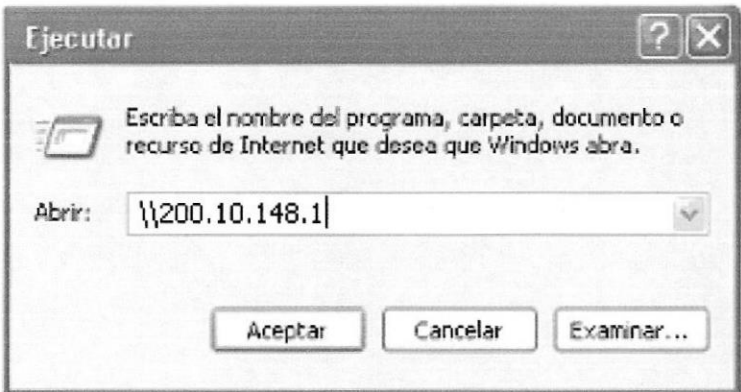 Ejecutar
Escriba el nombre del programa, carpeta, documento o
recurso de Internet que desea que Windows abra.
Abrir: \\200.10.148.1
Aceptar Cancelar Examinar...